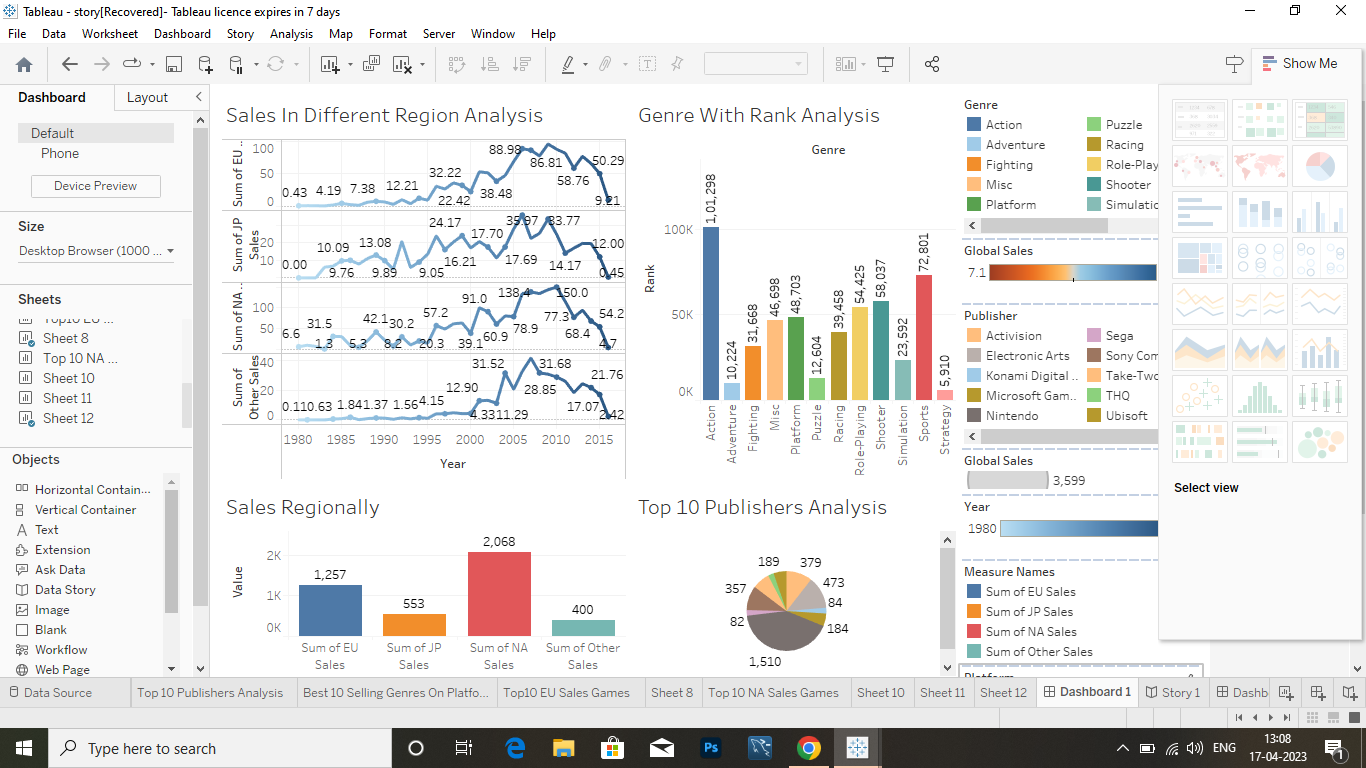 Tableau - story[Recovered]- Tableau licence expires in 7 days
File Data Worksheet Dashboard Story Analysis Map Format Server Window Help
Show Me
Dashboard Layout
Default
Phone
Device Preview
Size
Desktop Browser (1000 ...
Sheets
Top10 EU ...
Sheet 8
Top 10 NA ...
Sheet 10
Sheet 11
Sheet 12
Objects
Horizontal Contain...
Vertical Container
Text
Extension
Ask Data
Data Story
Image
Blank
Workflow
Web Page
Sales In Different Region Analysis
Sum of EU ..
100
50
0
0.43 4.19 7.38 12.21 32.22 22.42 88.98 38.48 86.81 58.76 50.29 9.21
Sum of JP Sales
20
10
0.00 10.09 9.76 13.08 9.89 9.05 24.17 16.21 17.70 35.97 17.69 33.77 14.17 12.00 0.45
Sum of NA ..
100
50
6.6 31.5 1.3 5.3 42.1 8.2 30.2 20.3 57.2 39.1 91.0 60.9 138.4 78.9 150.0 77.3 68.4 54.2 4.7
Sum of Other Sales
40
20
0
0.11 0.63 1.84 1.37 1.56 4.15 12.90 4.33 31.52 11.29 28.85 31.68 17.07 21.76 2.42
1980 1985 1990 1995 2000 2005 2010 2015
Year
Genre With Rank Analysis
Genre
Rank
100K
50K
0K
1,01,298 10,224 31,668 46,698 48,703 12,604 39,458 54,425 58,037 23,592 72,801 5,910
Action Adventure Fighting Misc Platform Puzzle Racing Role-Playing Shooter Simulation Sports Strategy
Sales Regionally
Value
2K
1K
0K
1,257 553 2,068 400
Sum of EU Sales
Sum of JP Sales
Sum of NA Sales
Sum of Other Sales
Top 10 Publishers Analysis
189 379
473
357
84
82
184
1,510
Genre
Action Puzzle
Adventure Racing
Fighting Role-Play
Misc Shooter
Platform Simulatio
Global Sales
7.1
Publisher
Activision Sega
Electronic Arts Sony Com
Konami Digital .. Take-Two
Microsoft Gam.. THQ
Nintendo Ubisoft
Global Sales
3,599
Year
1980
Measure Names
Sum of EU Sales
Sum of JP Sales
Sum of NA Sales
Sum of Other Sales
Select view
Data Source Top 10 Publishers Analysis Best 10 Selling Genres On Platfo... Top10 EU Sales Games Sheet 8 Top 10 NA Sales Games Sheet 10 Sheet 11 Sheet 12 Dashboard 1 Story 1 Dashb
Type here to search
Ps
ENG
13:08
17-04-2023
1